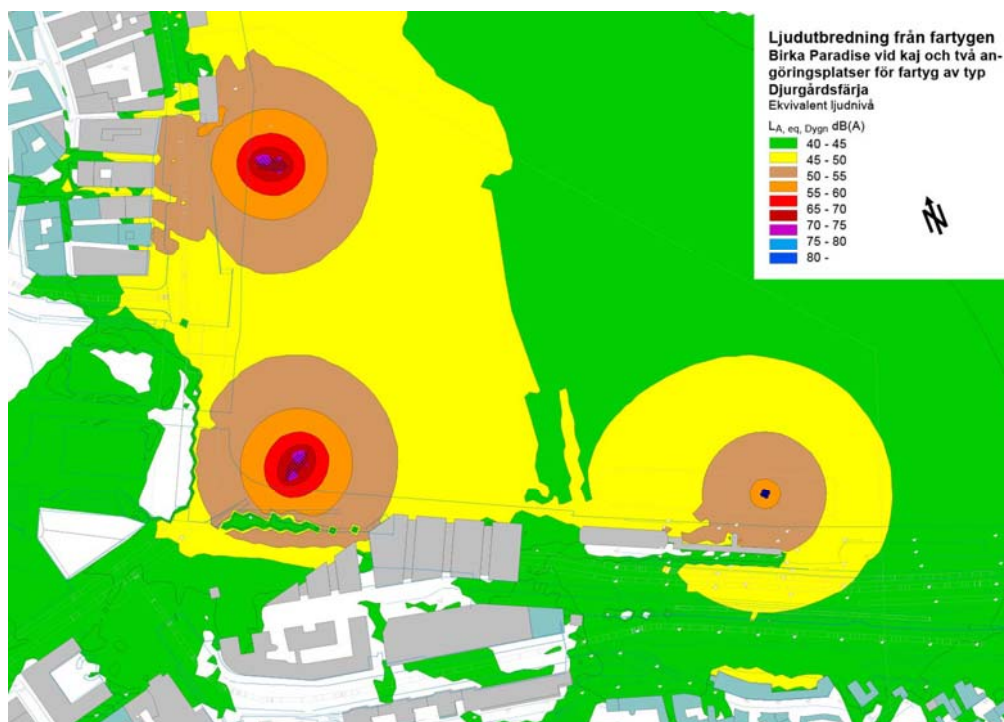 Ljudutbredning från fartygen
Birka Paradise vid kaj och två an-
göringsplatser för fartyg av typ
Djurgårdsfärja
Ekvivalent ljudnivå
LA, eq, Dygn dB(A)
40 - 45
45 - 50
50 - 55
55 - 60
65 - 70
70 - 75
75 - 80
80 -
N